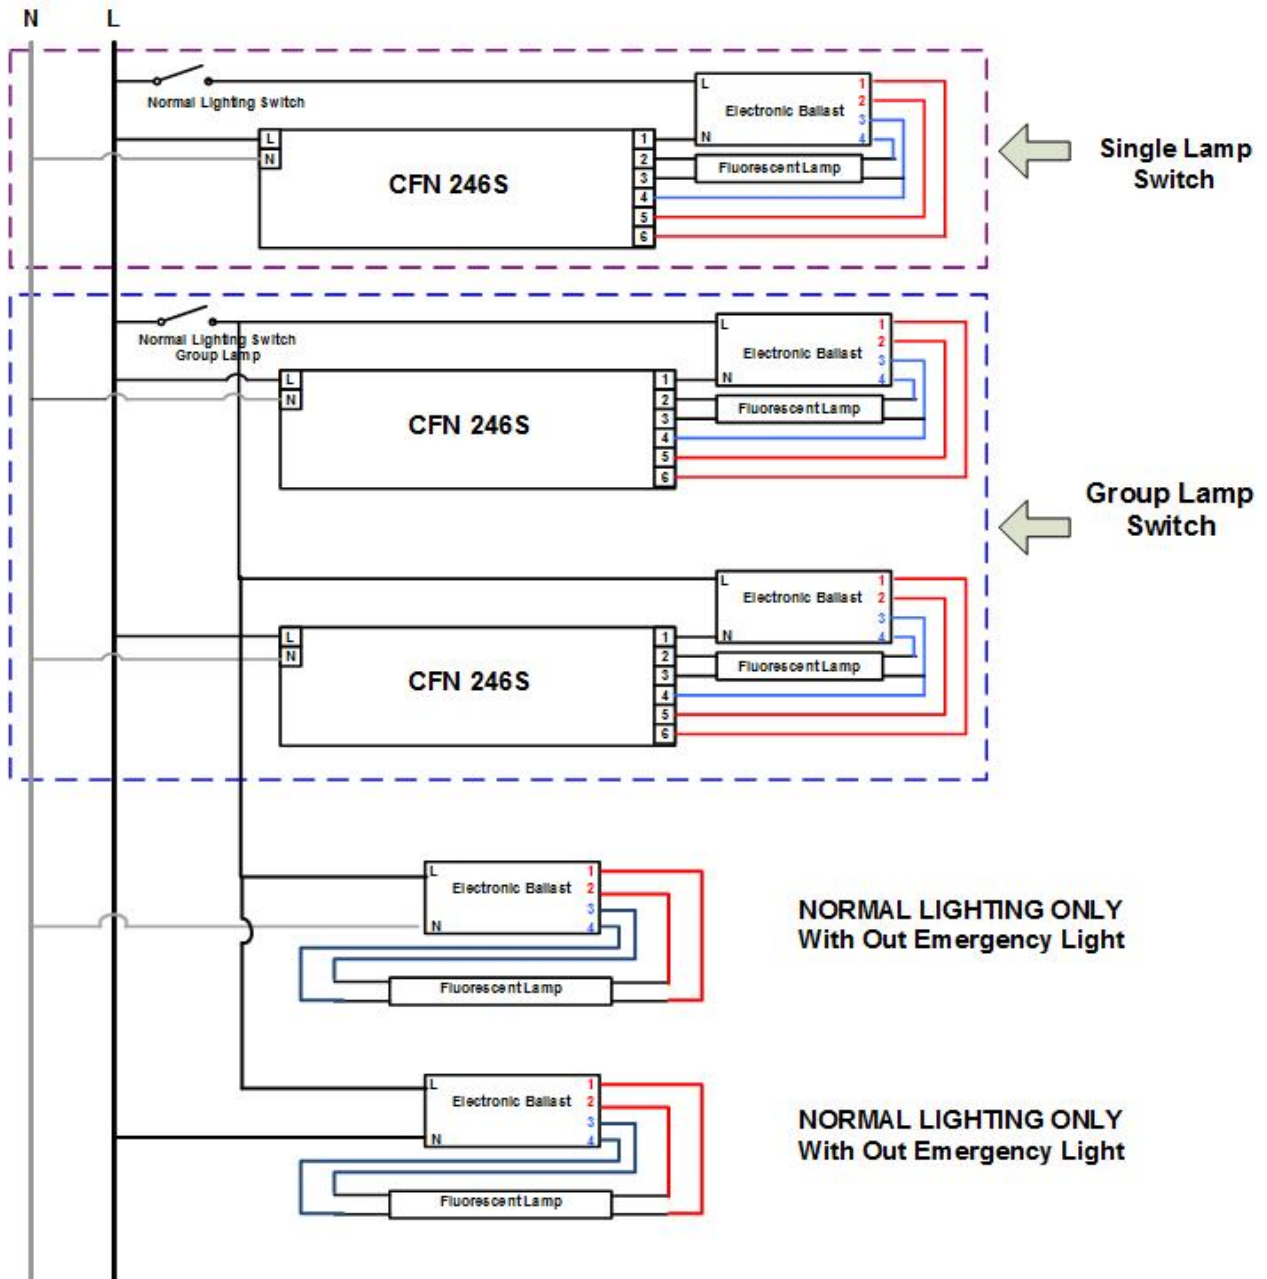 N L
Normal Lighting Switch
L 1
Electronic Ballast 2
3
N 4
L 1
N 2
Fluorescent Lamp
3
CFN 246S
4
5
6
Single Lamp
Switch
Normal Lighting Switch
Group Lamp
L 1
2
Electronic Ballast 3
N 4
L 1
N 2
Fluorescent Lamp
3
CFN 246S
4
5
6
Group Lamp
Switch
L 1
Electronic Ballast 2
3
N 4
L 1
N 2
Fluorescent Lamp
3
CFN 246S
4
5
6
L 1
Electronic Ballast 2
3
N 4
Fluorescent Lamp
NORMAL LIGHTING ONLY
With Out Emergency Light
L 1
Electronic Ballast 2
3
N 4
Fluorescent Lamp
NORMAL LIGHTING ONLY
With Out Emergency Light